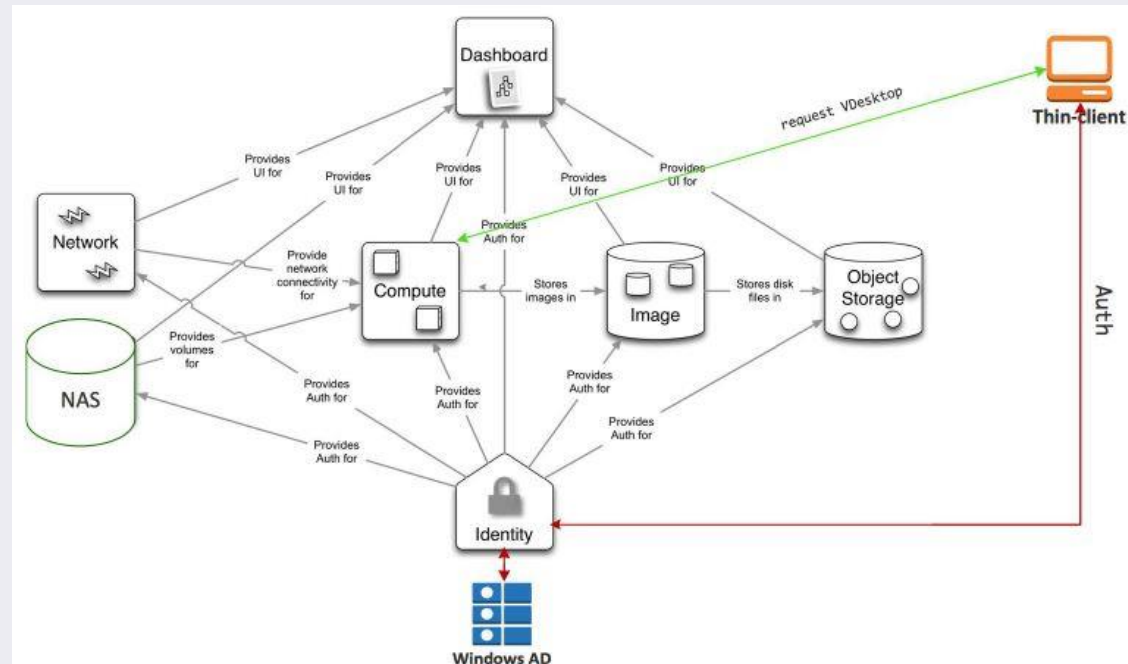 Dashboard
request VDesktop
Thin-client
Provides
UI for
Provides
UI for
Provides
UI for
Provides
UI for
Provides
UI for
Network
Provides
Auth for
Provide
network
connectivity
for
Compute
Stores
images in
Image
Stores disk
files in
Object
Storage
Auth
Provides
volumes
for
NAS
Provides
Auth for
Provides
Auth for
Provides
Auth for
Provides
Auth for
Provides
Auth for
Identity
Windows AD